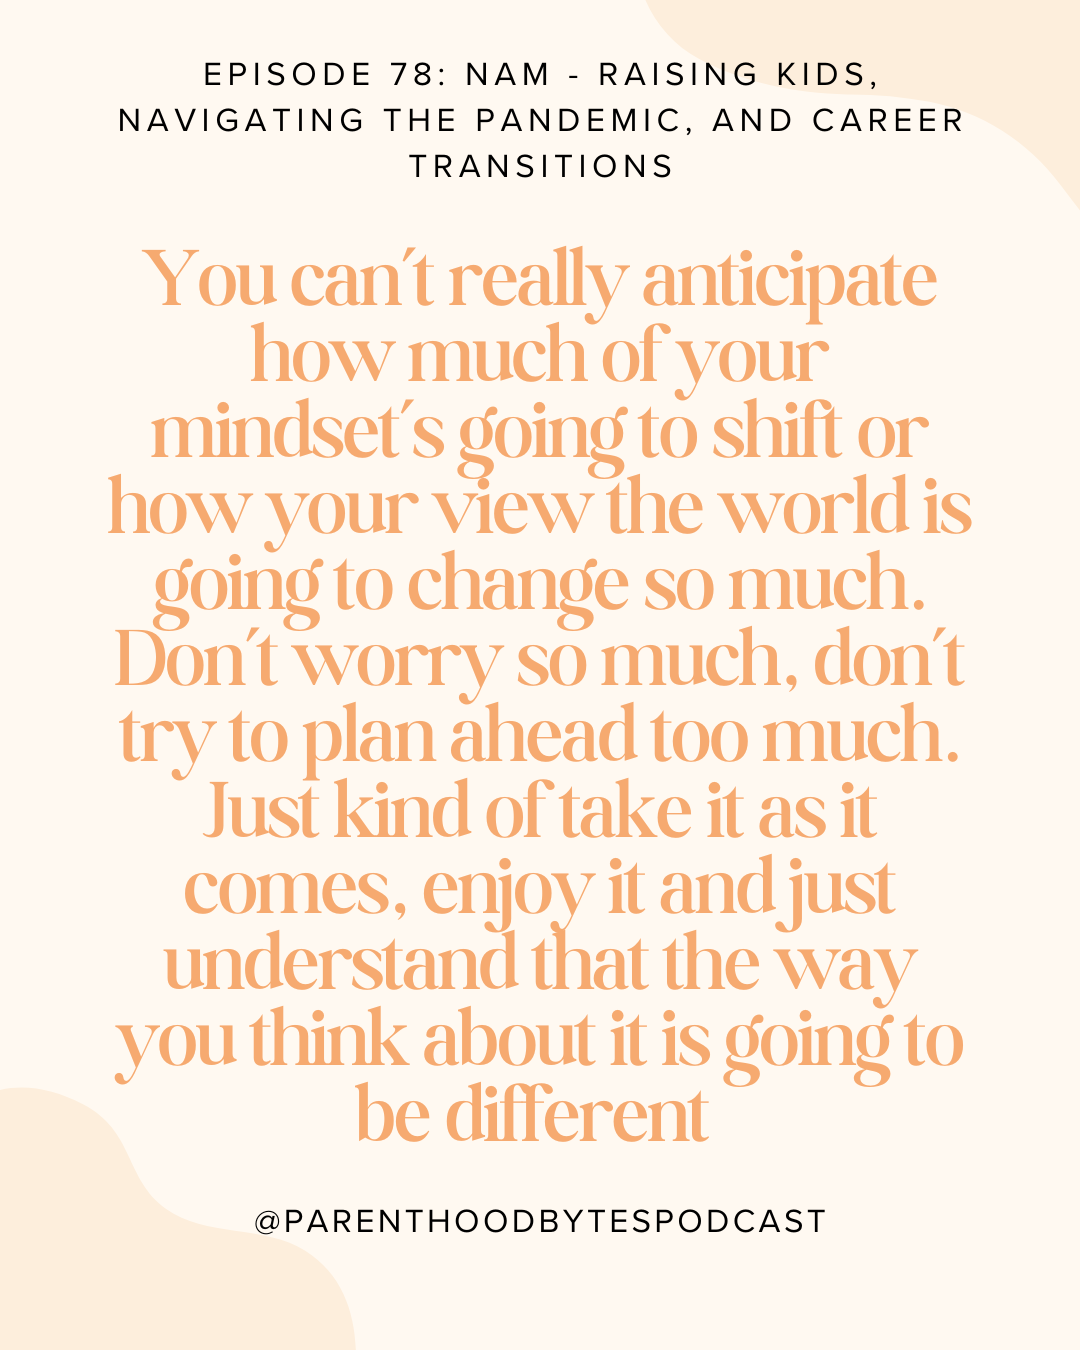 EPISODE 78: NAM - RAISING KIDS,
NAVIGATING THE PANDEMIC, AND CAREER
TRANSITIONS
You can't really anticipate
how much of your
mindset's going to shift or
how your view the world is
going to change so much.
Don't worry so much, don't
try to plan ahead too much.
Just kind of take it as it
comes, enjoy it and just
understand that the way
you think about it is going to
be different
@PARENTHOODBYTESPODCAST